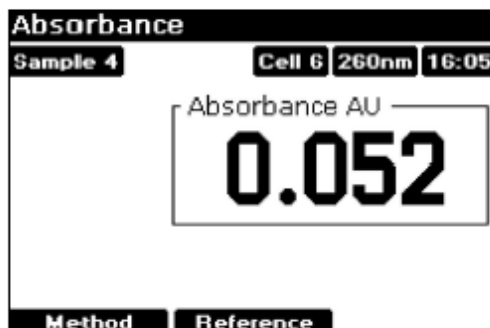 Absorbance
Sample 4 Cell 6 260nm 16:05
Absorbance AU
0.052
Method Reference